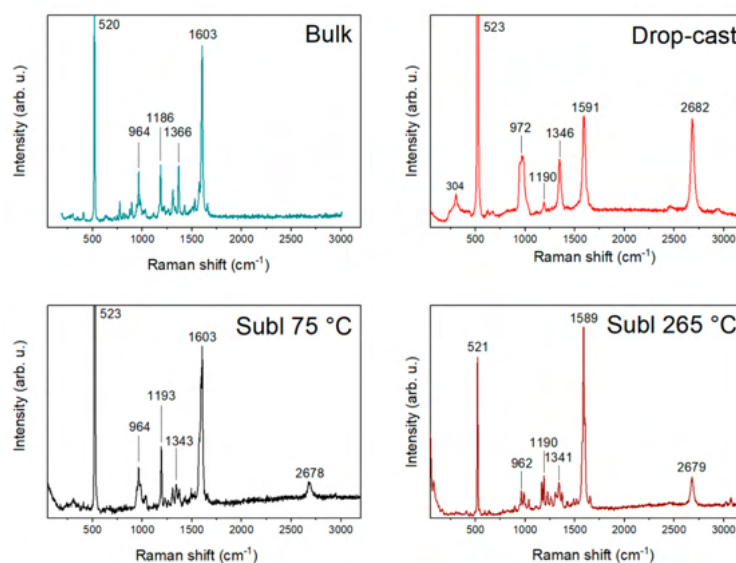 Bulk
520
1603
1186
964
1366
Intensity (arb. u.)
500 1000 1500 2000 2500 3000
Raman shift (cm⁻¹)
Drop-cast
523
1591
2682
972
1346
1190
304
Intensity (arb. u.)
500 1000 1500 2000 2500 3000
Raman shift (cm⁻¹)
Subl 75 °C
523
1603
1193
964
1343
2678
Intensity (arb. u.)
500 1000 1500 2000 2500 3000
Raman shift (cm⁻¹)
Subl 265 °C
1589
521
1190
962
1341
2679
Intensity (arb. u.)
500 1000 1500 2000 2500 3000
Raman shift (cm⁻¹)